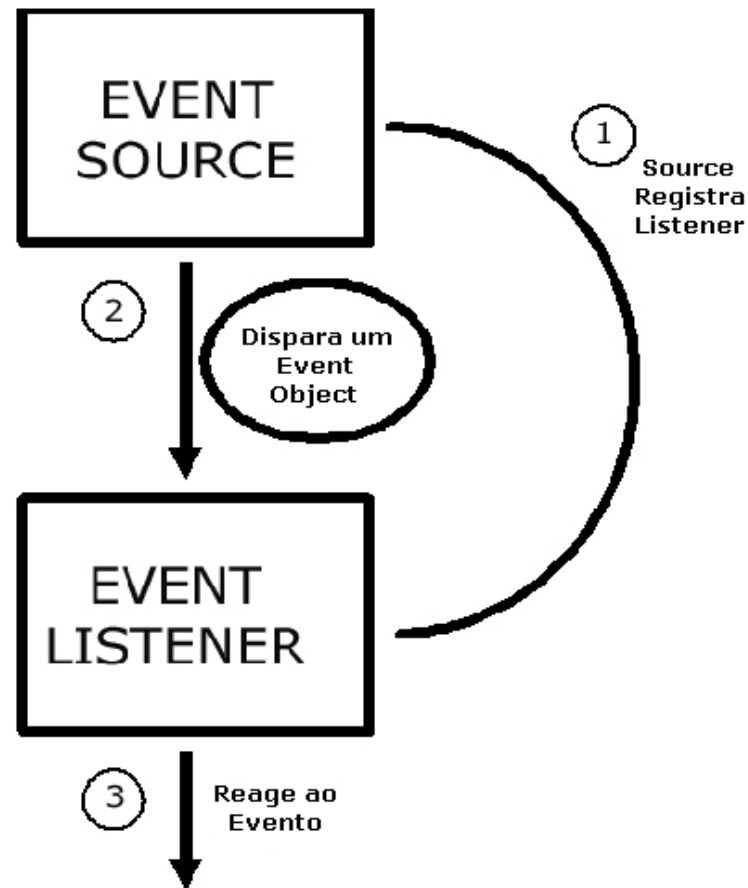 EVENT
SOURCE
1
Source
Registra
Listener
2
Dispara um
Event
Object
EVENT
LISTENER
3
Reage ao
Evento